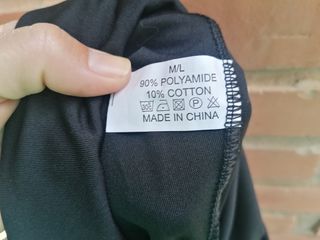 M/L
90% POLYAMIDE
10% COTTON
MADE IN CHINA